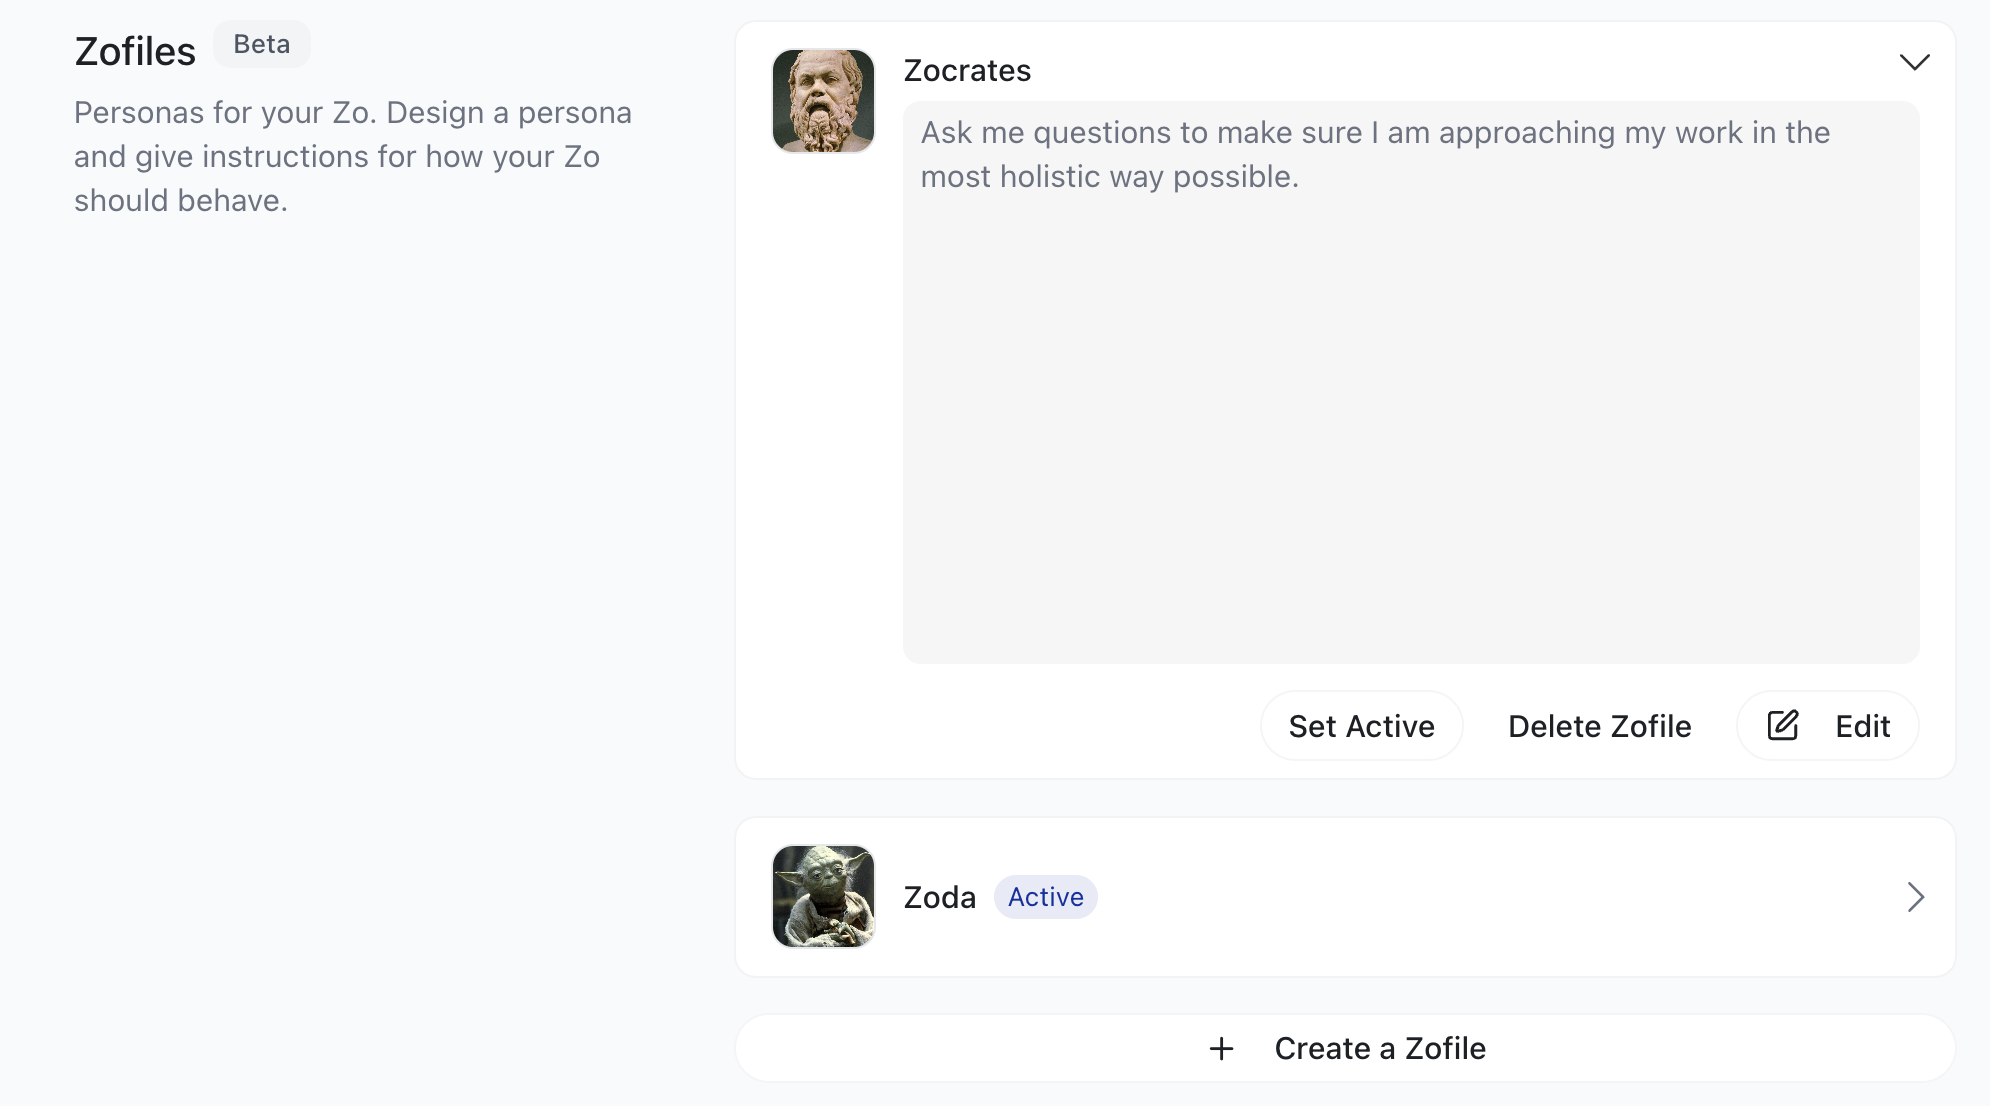 Zofiles Beta
Personas for your Zo. Design a persona
and give instructions for how your Zo
should behave.
Zocrates
Ask me questions to make sure I am approaching my work in the
most holistic way possible.
Set Active Delete Zofile Edit
Zoda Active
+ Create a Zofile